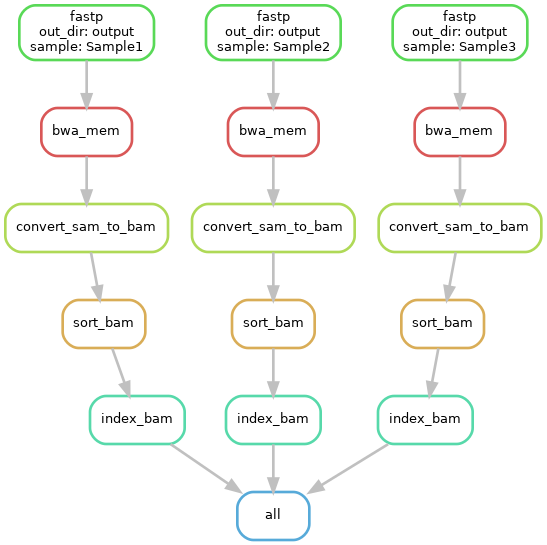 fastp
out_dir: output
sample: Sample1
fastp
out_dir: output
sample: Sample2
fastp
out_dir: output
sample: Sample3
bwa_mem
bwa_mem
bwa_mem
convert_sam_to_bam
convert_sam_to_bam
convert_sam_to_bam
sort_bam
sort_bam
sort_bam
index_bam
index_bam
index_bam
all